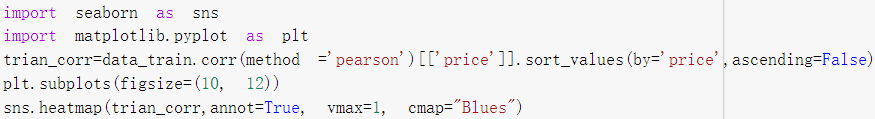 import seaborn as sns
import matplotlib.pyplot as plt
trian_corr=data_train.corr(method ='pearson')[['price']].sort_values(by='price',ascending=False)
plt.subplots(figsize=(10, 12))
sns.heatmap(trian_corr,annot=True, vmax=1, cmap="Blues")